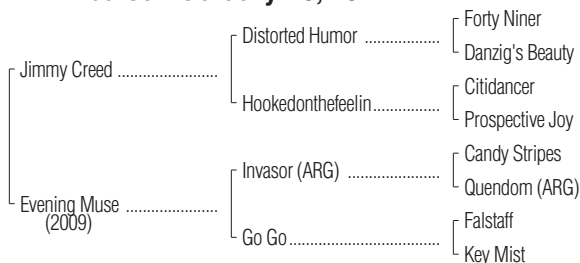 Forty Niner
Distorted Humor ..................
Danzig's Beauty
Jimmy Creed ........................
Citidancer
Hookedonthefeelin................
Prospective Joy
Candy Stripes
Invasor (ARG) ......................
Quendom (ARG)
Evening Muse ......................
(2009)
Falstaff
Go Go....................................
Key Mist